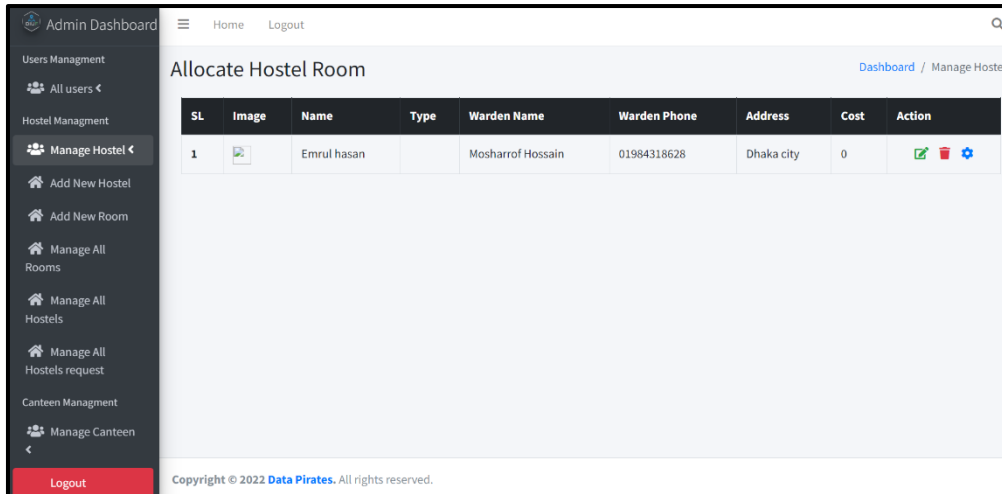 Admin Dashboard
Home Logout
Users Managment
All users
Hostel Managment
Manage Hostel
Add New Hostel
Add New Room
Manage All
Rooms
Manage All
Hostels
Manage All
Hostels request
Canteen Managment
Manage Canteen
Logout
Allocate Hostel Room
Dashboard / Manage Hoste
SL Image Name Type Warden Name Warden Phone Address Cost Action
1 Emrul hasan Mosharrof Hossain 01984318628 Dhaka city 0
Copyright © 2022 Data Pirates. All rights reserved.